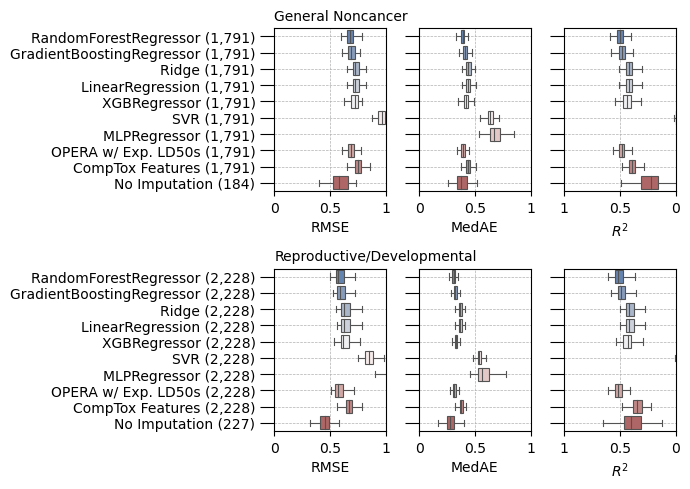 General Noncancer
RandomForestRegressor (1,791)
GradientBoostingRegressor (1,791)
Ridge (1,791)
LinearRegression (1,791)
XGBRegressor (1,791)
SVR (1,791)
MLPRegressor (1,791)
OPERA w/ Exp. LD50s (1,791)
CompTox Features (1,791)
No Imputation (184)
0 0.5 1 0 0.5 1 1 0.5 0
RMSE MedAE R²
Reproductive/Developmental
RandomForestRegressor (2,228)
GradientBoostingRegressor (2,228)
Ridge (2,228)
LinearRegression (2,228)
XGBRegressor (2,228)
SVR (2,228)
MLPRegressor (2,228)
OPERA w/ Exp. LD50s (2,228)
CompTox Features (2,228)
No Imputation (227)
0 0.5 1 0 0.5 1 1 0.5 0
RMSE MedAE R²